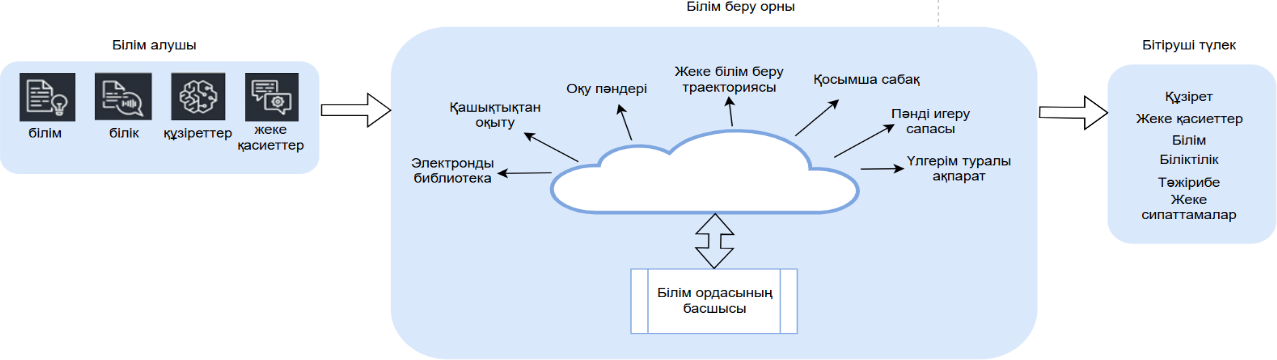 Білім беру орны
Білім алушы
білім
білік
құзіреттер
жеке
қасиеттер
Электронды
библиотека
Қашықтықтан
оқыту
Оқу пәндері
Жеке білім беру
траекториясы
Қосымша сабақ
Пәнді игеру
сапасы
Үлгерім туралы
ақпарат
Білім ордасының
басшысы
Бітіруші түлек
Құзірет
Жеке қасиеттер
Білім
Біліктілік
Тәжірибе
Жеке
сипаттамалар